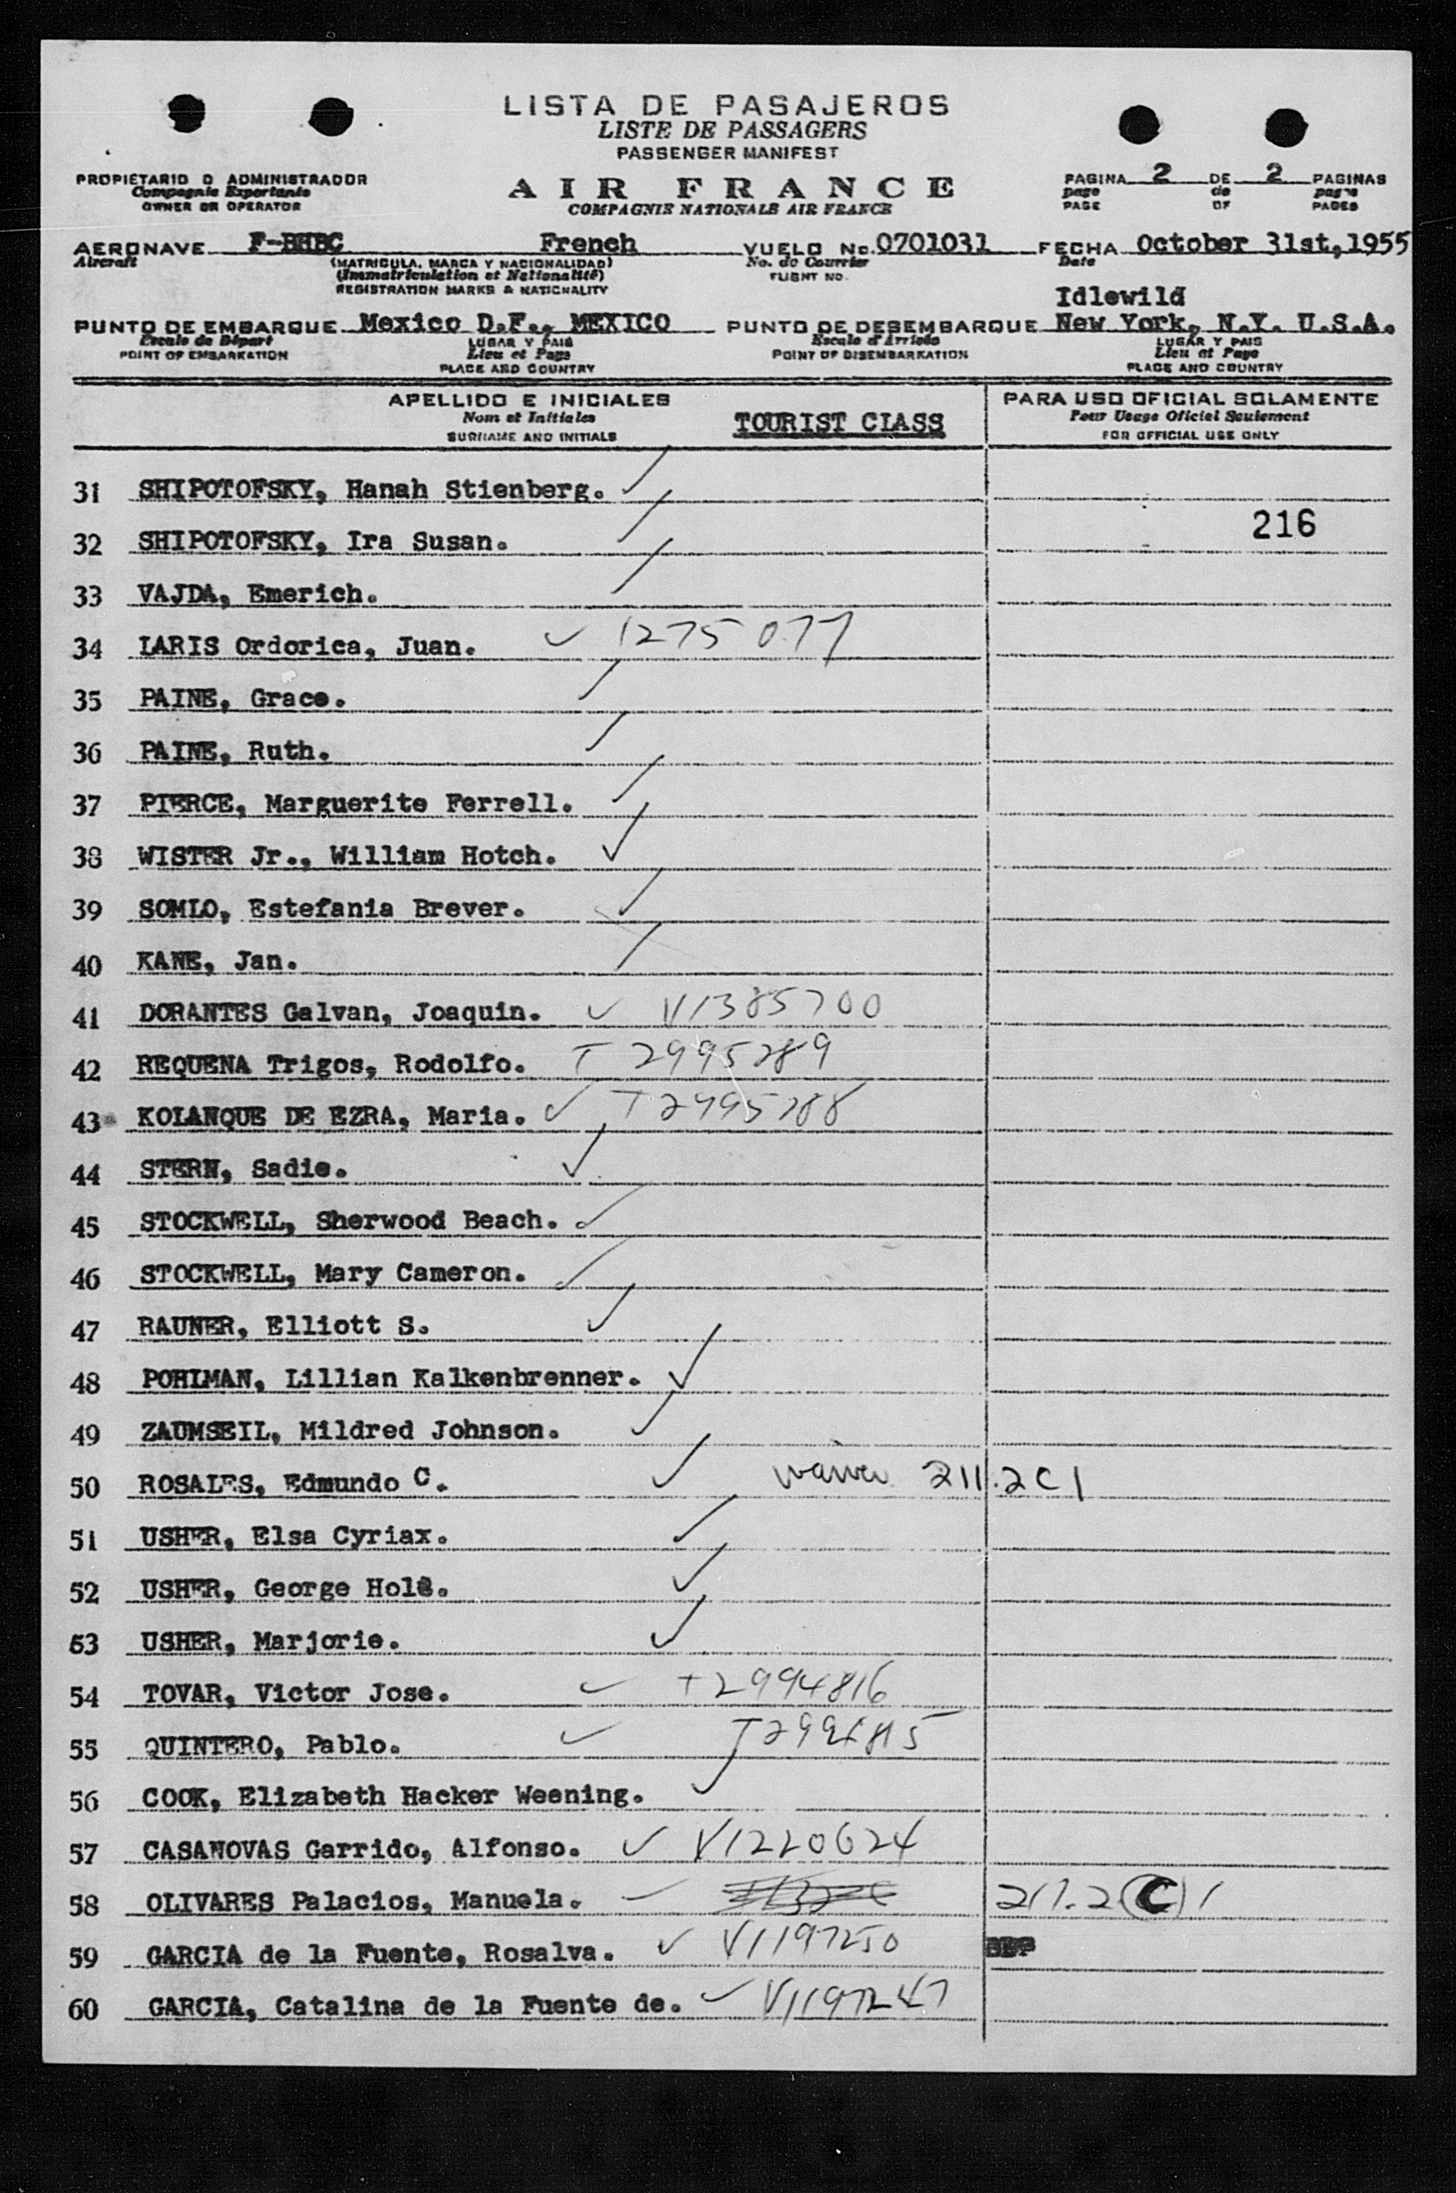 LISTA DE PASAJEROS
LISTE DE PASSAGERS
PASSENGER MANIFEST
PROPIETARIO O ADMINISTRADOR
Compagnie Exportante
OWNER OR OPERATOR
AIR FRANCE
COMPAGNIE NATIONALE AIR FRANCE
PAGINA 2 DE 2 PAGINAS
page de pages
PAGE OF PAGES
AERONAVE F-BHBC French VUELO No. 0701031 FECHA October 31st, 1955
Aircraft (MATRICULA, MARCA Y NACIONALIDAD) No. de Courrier Date
(Immatriculation et Nationalité) FLIGHT NO.
REGISTRATION MARKS & NATIONALITY
Idlewild
PUNTO DE EMBARQUE Mexico D.F., MEXICO PUNTO DE DESEMBARQUE New York, N.Y. U.S.A.
Escale de Départ LUGAR Y PAIS Escale d'Arrivée LUGAR Y PAIS
POINT OF EMBARKATION Lieu et Pays POINT OF DISEMBARKATION Lieu et Pays
PLACE AND COUNTRY PLACE AND COUNTRY
APELLIDO E INICIALES PARA USO OFICIAL SOLAMENTE
Nom et Initiales TOURIST CLASS Pour Usage Oficiel Seulement
SURNAME AND INITIALS FOR OFFICIAL USE ONLY
31 SHIPOTOFSKY, Hanah Stienberg.
216
32 SHIPOTOFSKY, Ira Susan.
33 VAJDA, Emerich.
34 LARIS Ordorica, Juan. 1275077
35 PAINE, Grace.
36 PAINE, Ruth.
37 PIERCE, Marguerite Ferrell.
38 WISTER Jr., William Hotch.
39 SOMLO, Estefania Brever.
40 KANE, Jan.
41 DORANTES Galvan, Joaquin. V1385700
42 REQUENA Trigos, Rodolfo. T 2995289
43 KOLANQUE DE EZRA, Maria. T2995288
44 STERN, Sadie.
45 STOCKWELL, Sherwood Beach.
46 STOCKWELL, Mary Cameron.
47 RAUNER, Elliott S.
48 POHLMAN, Lillian Kalkenbrenner.
49 ZAUMSEIL, Mildred Johnson.
50 ROSALES, Edmundo C. waiver 211.2C1
51 USHER, Elsa Cyriax.
52 USHER, George Hole.
53 USHER, Marjorie.
54 TOVAR, Victor Jose. T2994816
55 QUINTERO, Pablo. T2994815
56 COOK, Elizabeth Hacker Weening.
57 CASANOVAS Garrido, Alfonso. V1220624
58 OLIVARES Palacios, Manuela. 211.2(C)1
59 GARCIA de la Fuente, Rosalva. V1197250
60 GARCIA, Catalina de la Fuente de. V1197247